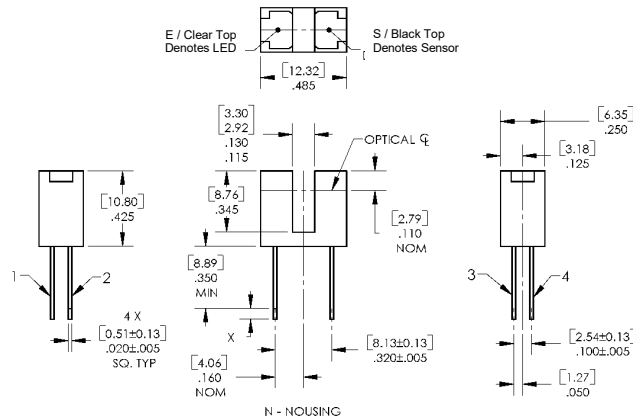 E / Clear Top
Denotes LED
S / Black Top
Denotes Sensor
[12.32]
.485
[3.30
2.92]
.130
.115
OPTICAL ℄
[6.35]
.250
[3.18]
.125
[10.80]
.425
[8.76]
.345
[2.79]
.110
NOM
[8.89]
.350
MIN
1
2
3
4
4 X
[0.51±0.13]
.020±.005
SQ. TYP
X
[8.13±0.13]
.320±.005
[2.54±0.13]
.100±.005
[4.06]
.160
NOM
[1.27]
.050
N - NOUSING